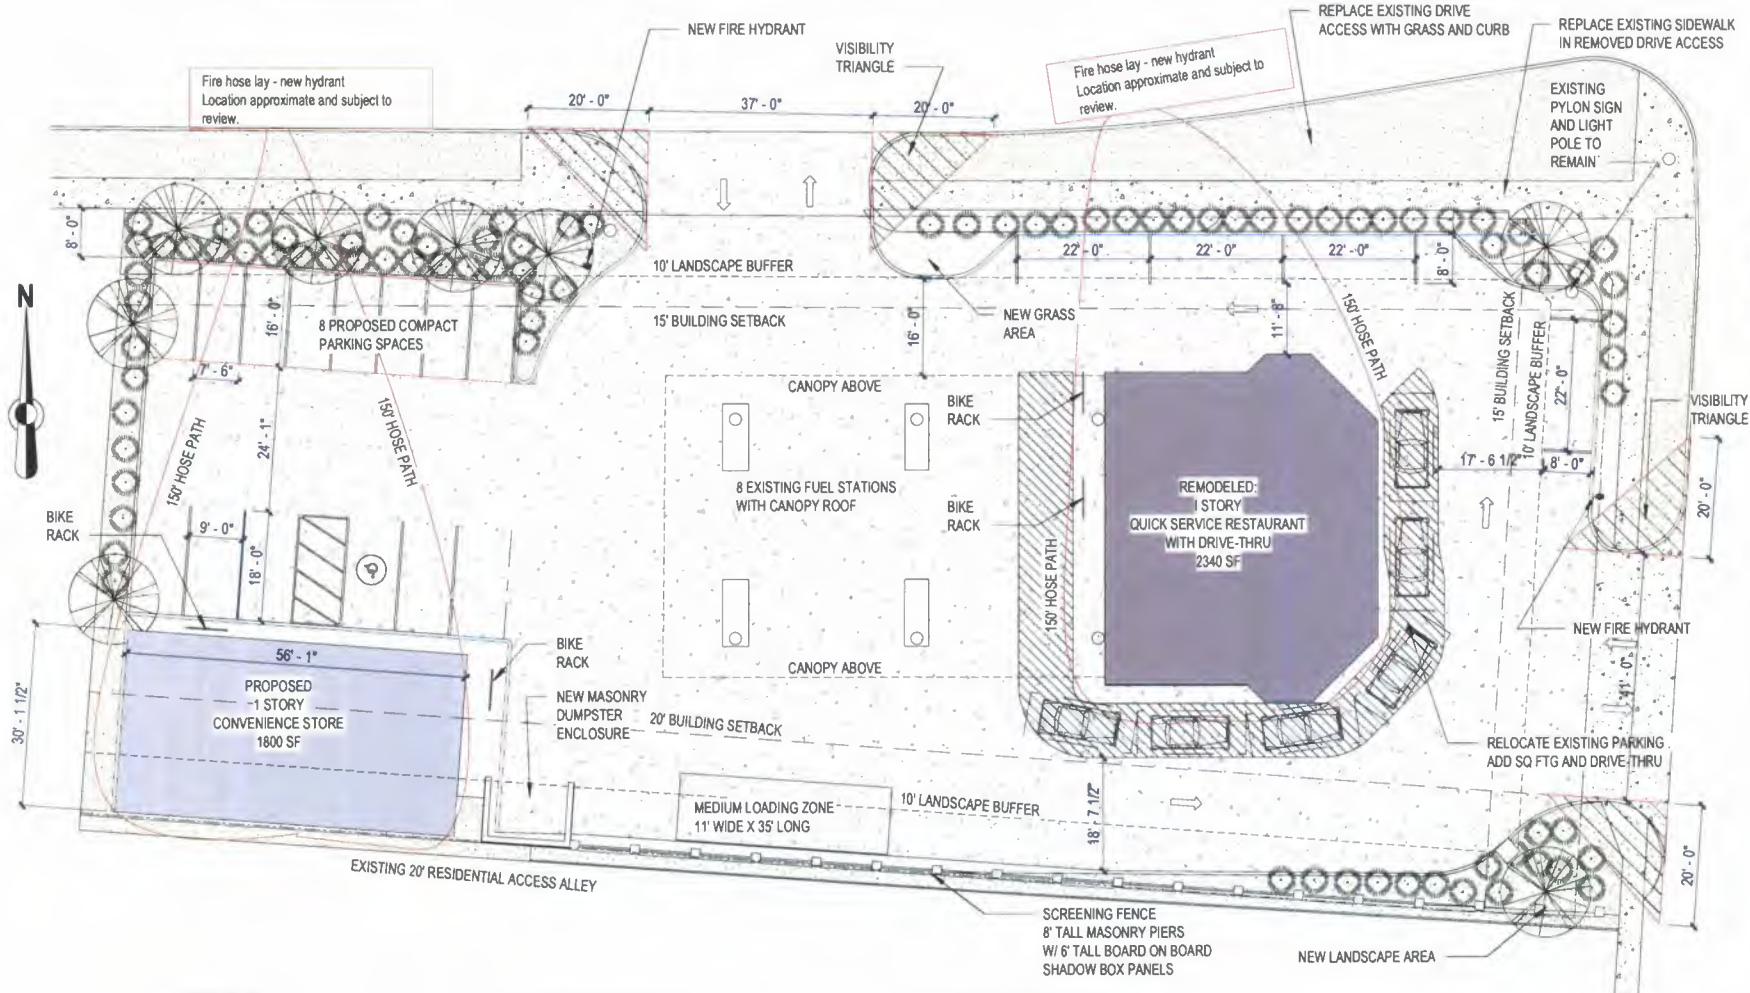 REPLACE EXISTING DRIVE
ACCESS WITH GRASS AND CURB
REPLACE EXISTING SIDEWALK
IN REMOVED DRIVE ACCESS
NEW FIRE HYDRANT
VISIBILITY
TRIANGLE
Fire hose lay - new hydrant
Location approximate and subject to
review.
Fire hose lay - new hydrant
Location approximate and subject to
review.
EXISTING
PYLON SIGN
AND LIGHT
POLE TO
REMAIN
20' - 0"
37' - 0"
20' - 0"
8' - 0"
10' LANDSCAPE BUFFER
15' BUILDING SETBACK
22' - 0"
22' - 0"
22' - 0"
8' - 0"
N
16' - 0"
8 PROPOSED COMPACT
PARKING SPACES
7' - 6"
16' - 0"
NEW GRASS
AREA
11' - 8"
150' HOSE PATH
15' BUILDING SETBACK
10' LANDSCAPE BUFFER
22' - 0"
VISIBILITY
TRIANGLE
CANOPY ABOVE
BIKE
RACK
150' HOSE PATH
150' HOSE PATH
24' - 1"
17' - 6 1/2"
8' - 0"
20' - 0"
8 EXISTING FUEL STATIONS
WITH CANOPY ROOF
BIKE
RACK
REMODELED:
1 STORY
QUICK SERVICE RESTAURANT
WITH DRIVE-THRU
2340 SF
BIKE
RACK
9' - 0"
18' - 0"
150' HOSE PATH
NEW FIRE HYDRANT
41' - 0"
CANOPY ABOVE
BIKE
RACK
56' - 1"
30' - 1 1/2"
PROPOSED
1 STORY
CONVENIENCE STORE
1800 SF
NEW MASONRY
DUMPSTER
ENCLOSURE
20' BUILDING SETBACK
RELOCATE EXISTING PARKING
ADD SQ FTG AND DRIVE-THRU
MEDIUM LOADING ZONE
11' WIDE X 35' LONG
10' LANDSCAPE BUFFER
18' - 7 1/2"
20' - 0"
EXISTING 20' RESIDENTIAL ACCESS ALLEY
SCREENING FENCE
8' TALL MASONRY PIERS
W/ 6' TALL BOARD ON BOARD
SHADOW BOX PANELS
NEW LANDSCAPE AREA